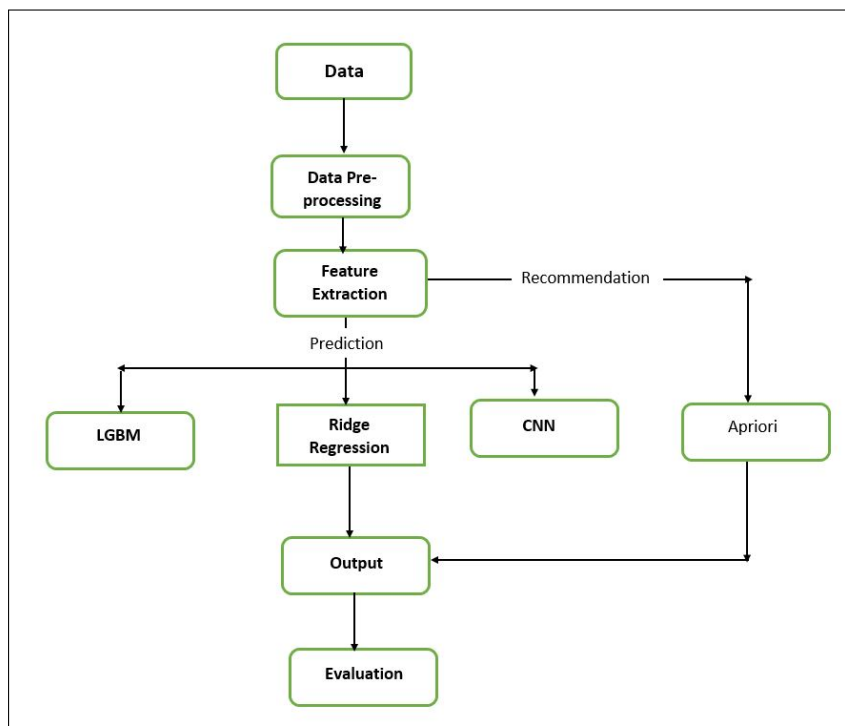 Data
Data Pre-
processing
Feature
Extraction
Recommendation
Prediction
LGBM
Ridge
Regression
CNN
Apriori
Output
Evaluation